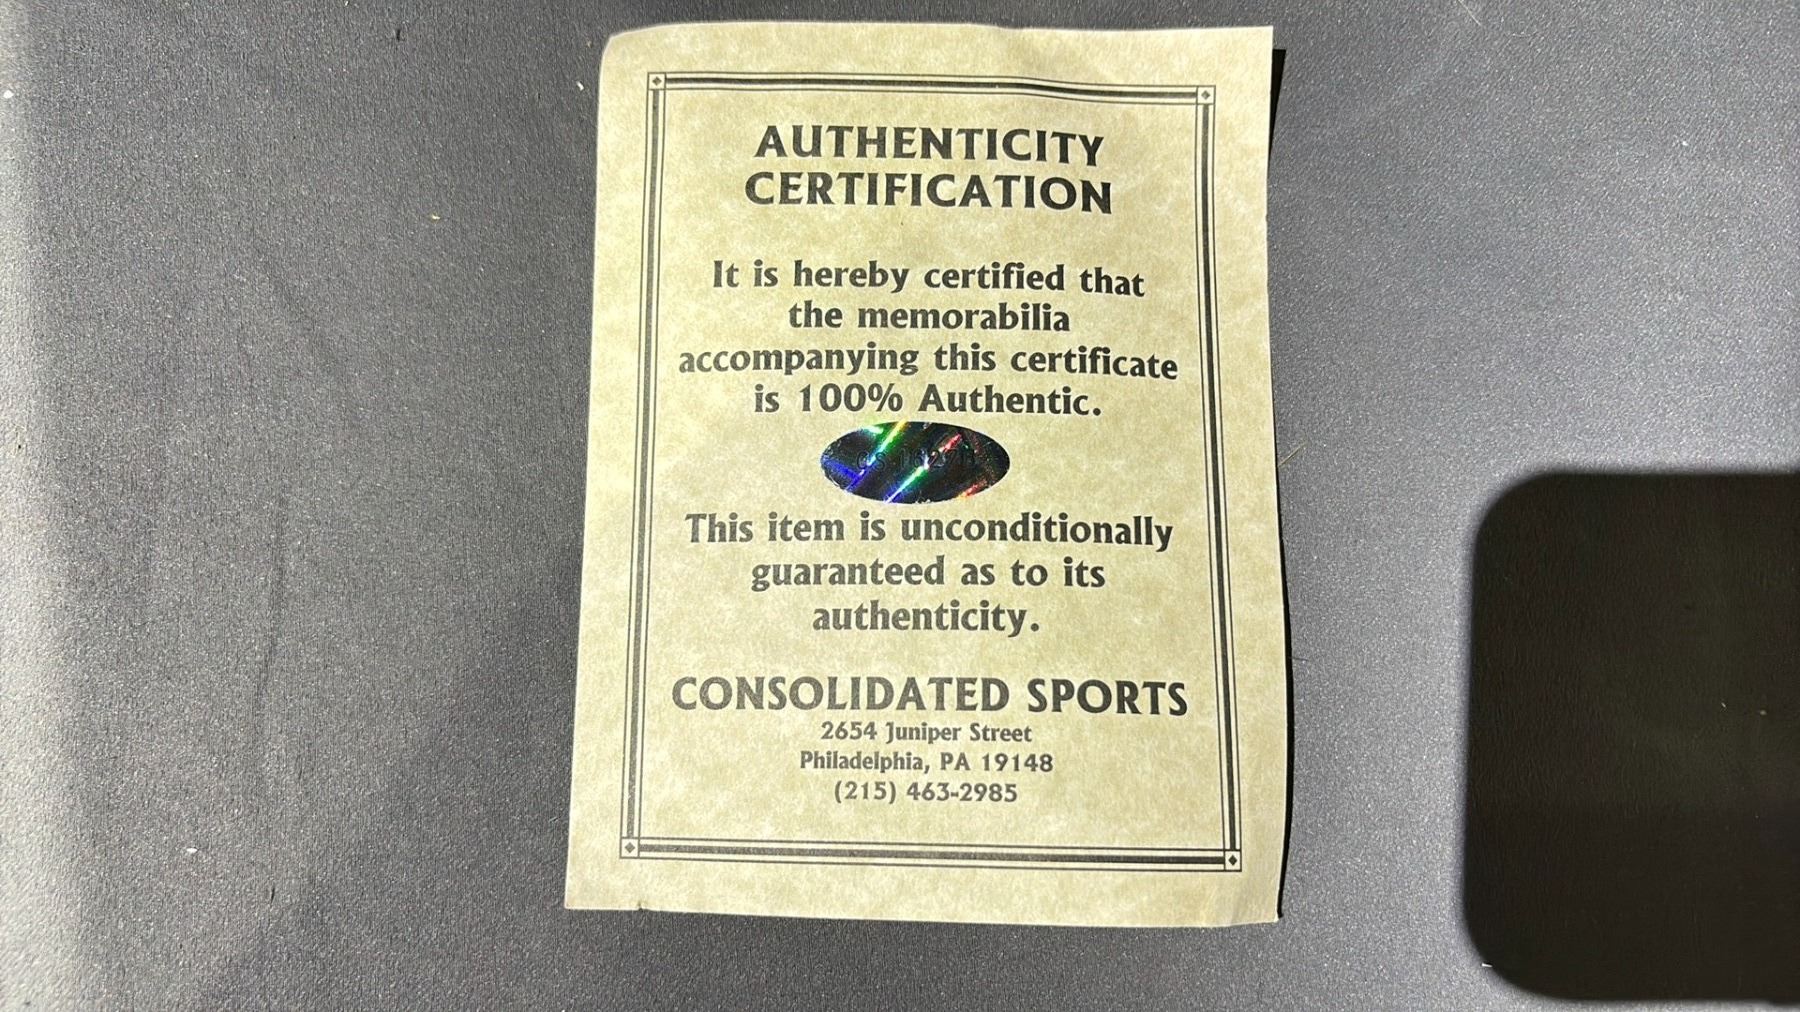 AUTHENTICITY
CERTIFICATION
It is hereby certified that
the memorabilia
accompanying this certificate
is 100% Authentic.
This item is unconditionally
guaranteed as to its
authenticity.
CONSOLIDATED SPORTS
2654 Juniper Street
Philadelphia, PA 19148
(215) 463-2985